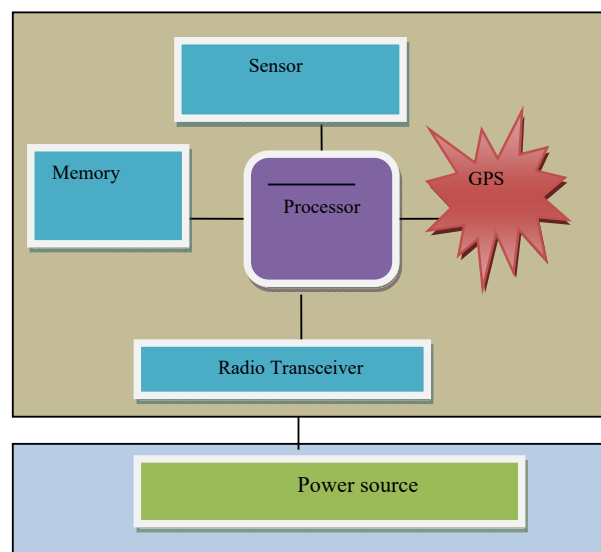 Sensor
Memory
GPS
Processor
Radio Transceiver
Power source